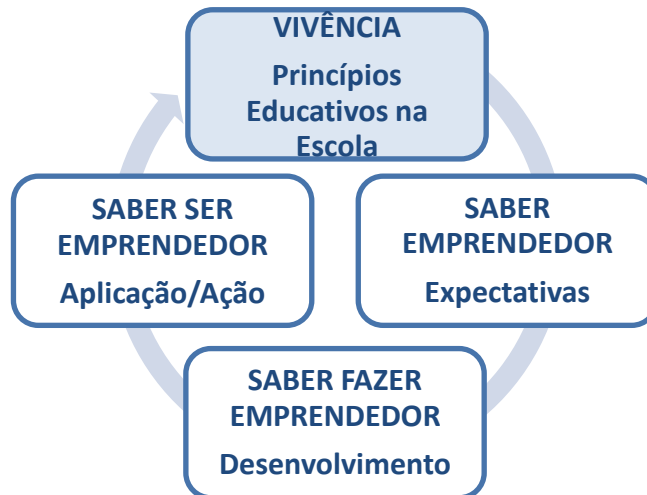 VIVÊNCIA
Princípios
Educativos na
Escola
SABER SER
EMPRENDEDOR
Aplicação/Ação
SABER
EMPRENDEDOR
Expectativas
SABER FAZER
EMPRENDEDOR
Desenvolvimento